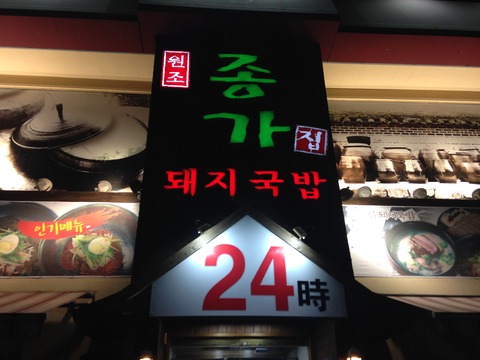 원조
종가집
돼지국밥
24時
인기메뉴